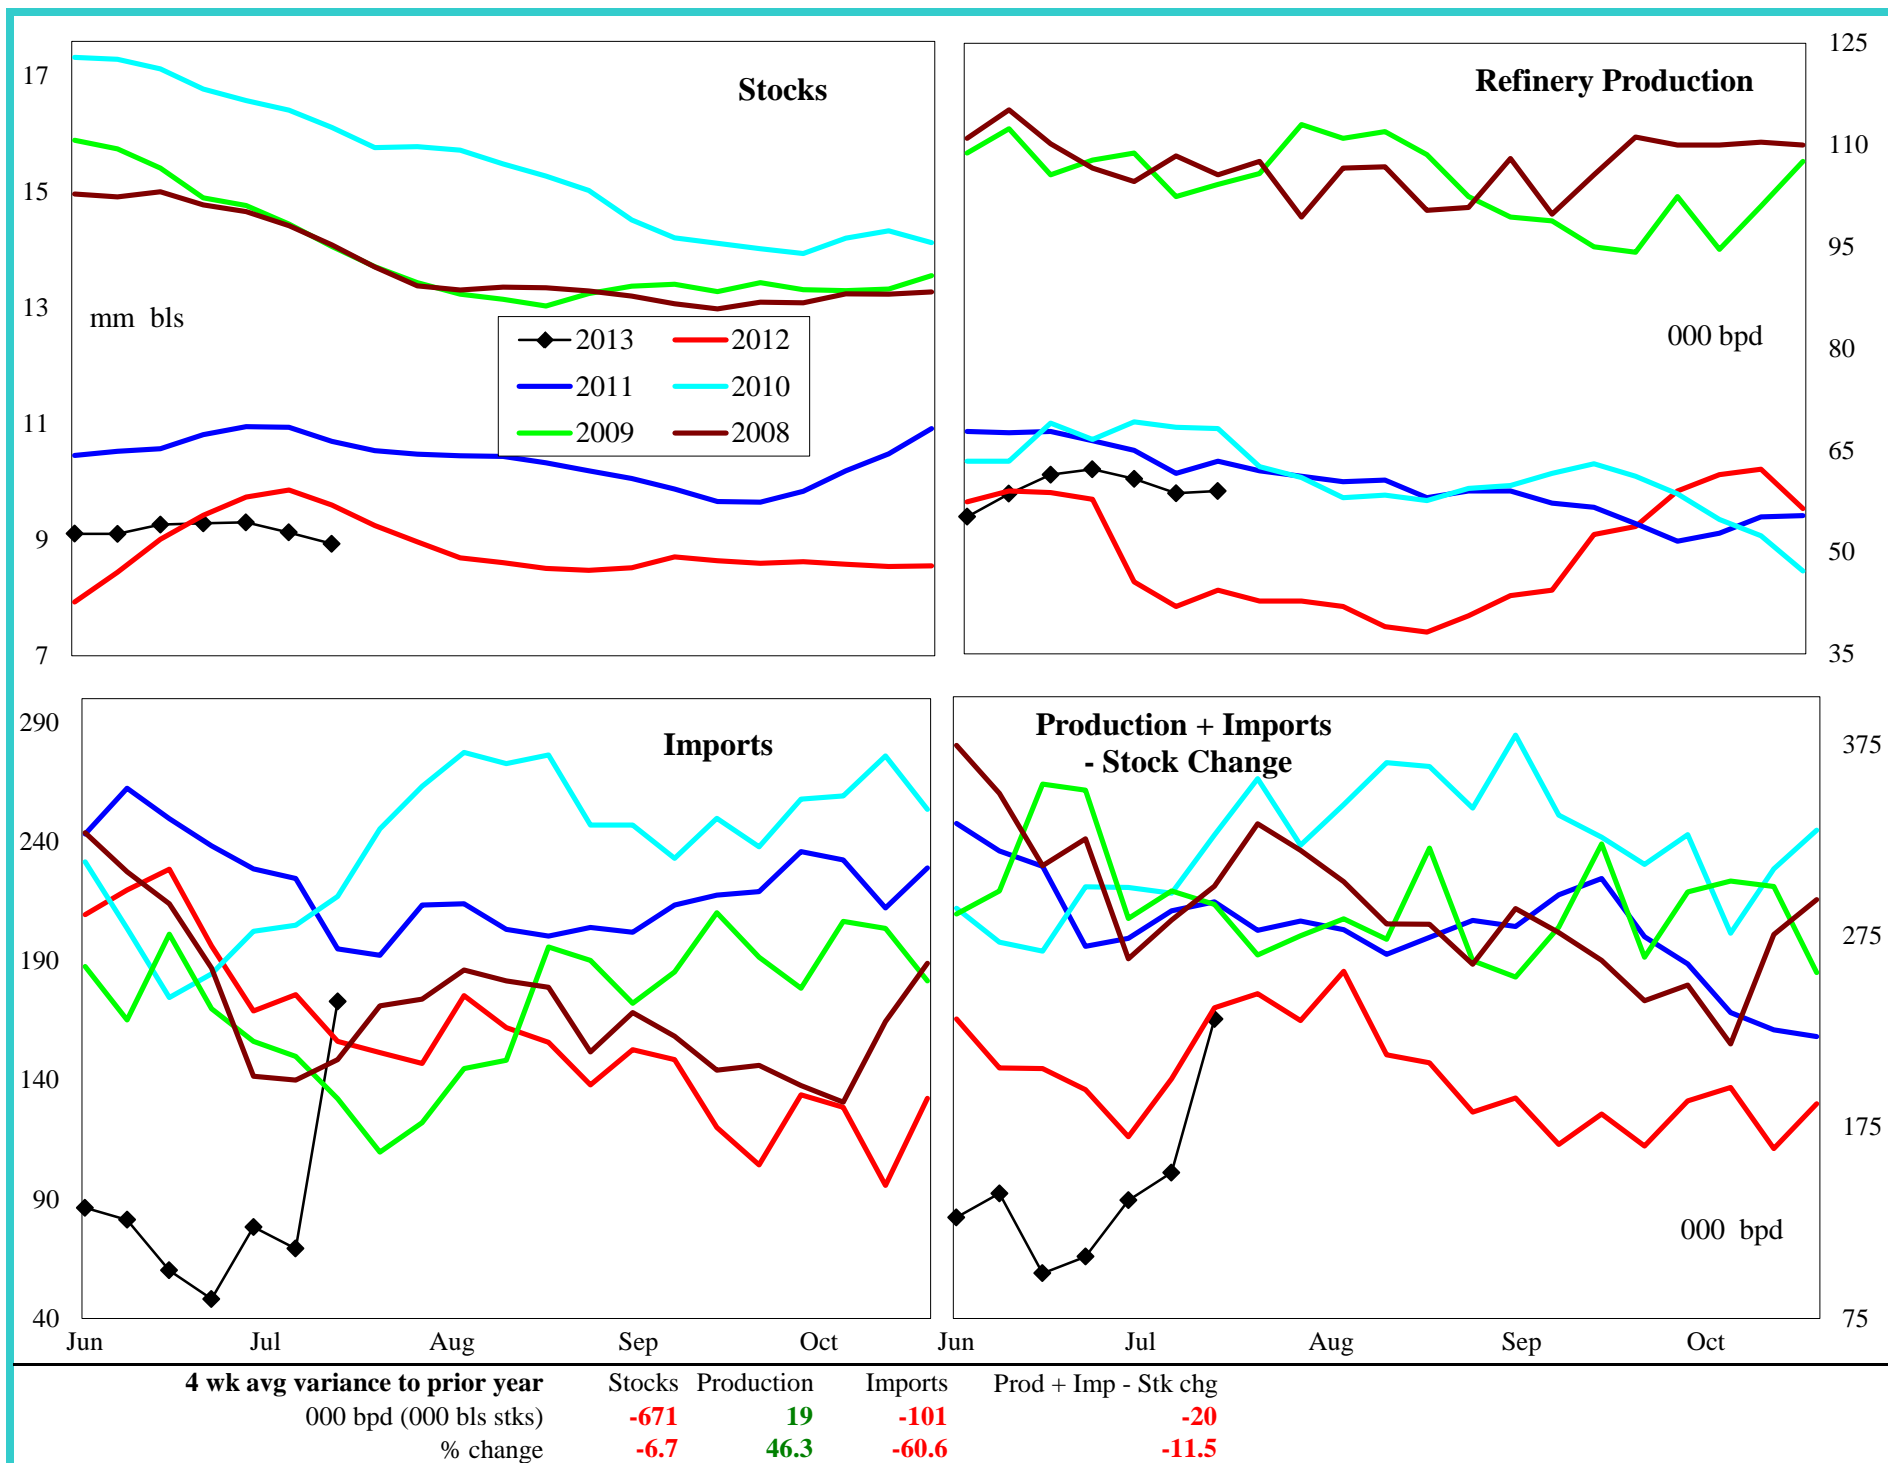 Stocks
17
15
13
11
9
7
mm bls
2013
2012
2011
2010
2009
2008
Refinery Production
125
110
95
80
65
50
35
000 bpd
Imports
290
240
190
140
90
40
Jun Jul Aug Sep Oct
Production + Imports
- Stock Change
375
275
175
75
000 bpd
Jun Jul Aug Sep Oct
4 wk avg variance to prior year Stocks Production Imports Prod + Imp - Stk chg
000 bpd (000 bls stks) -671 19 -101 -20
% change -6.7 46.3 -60.6 -11.5